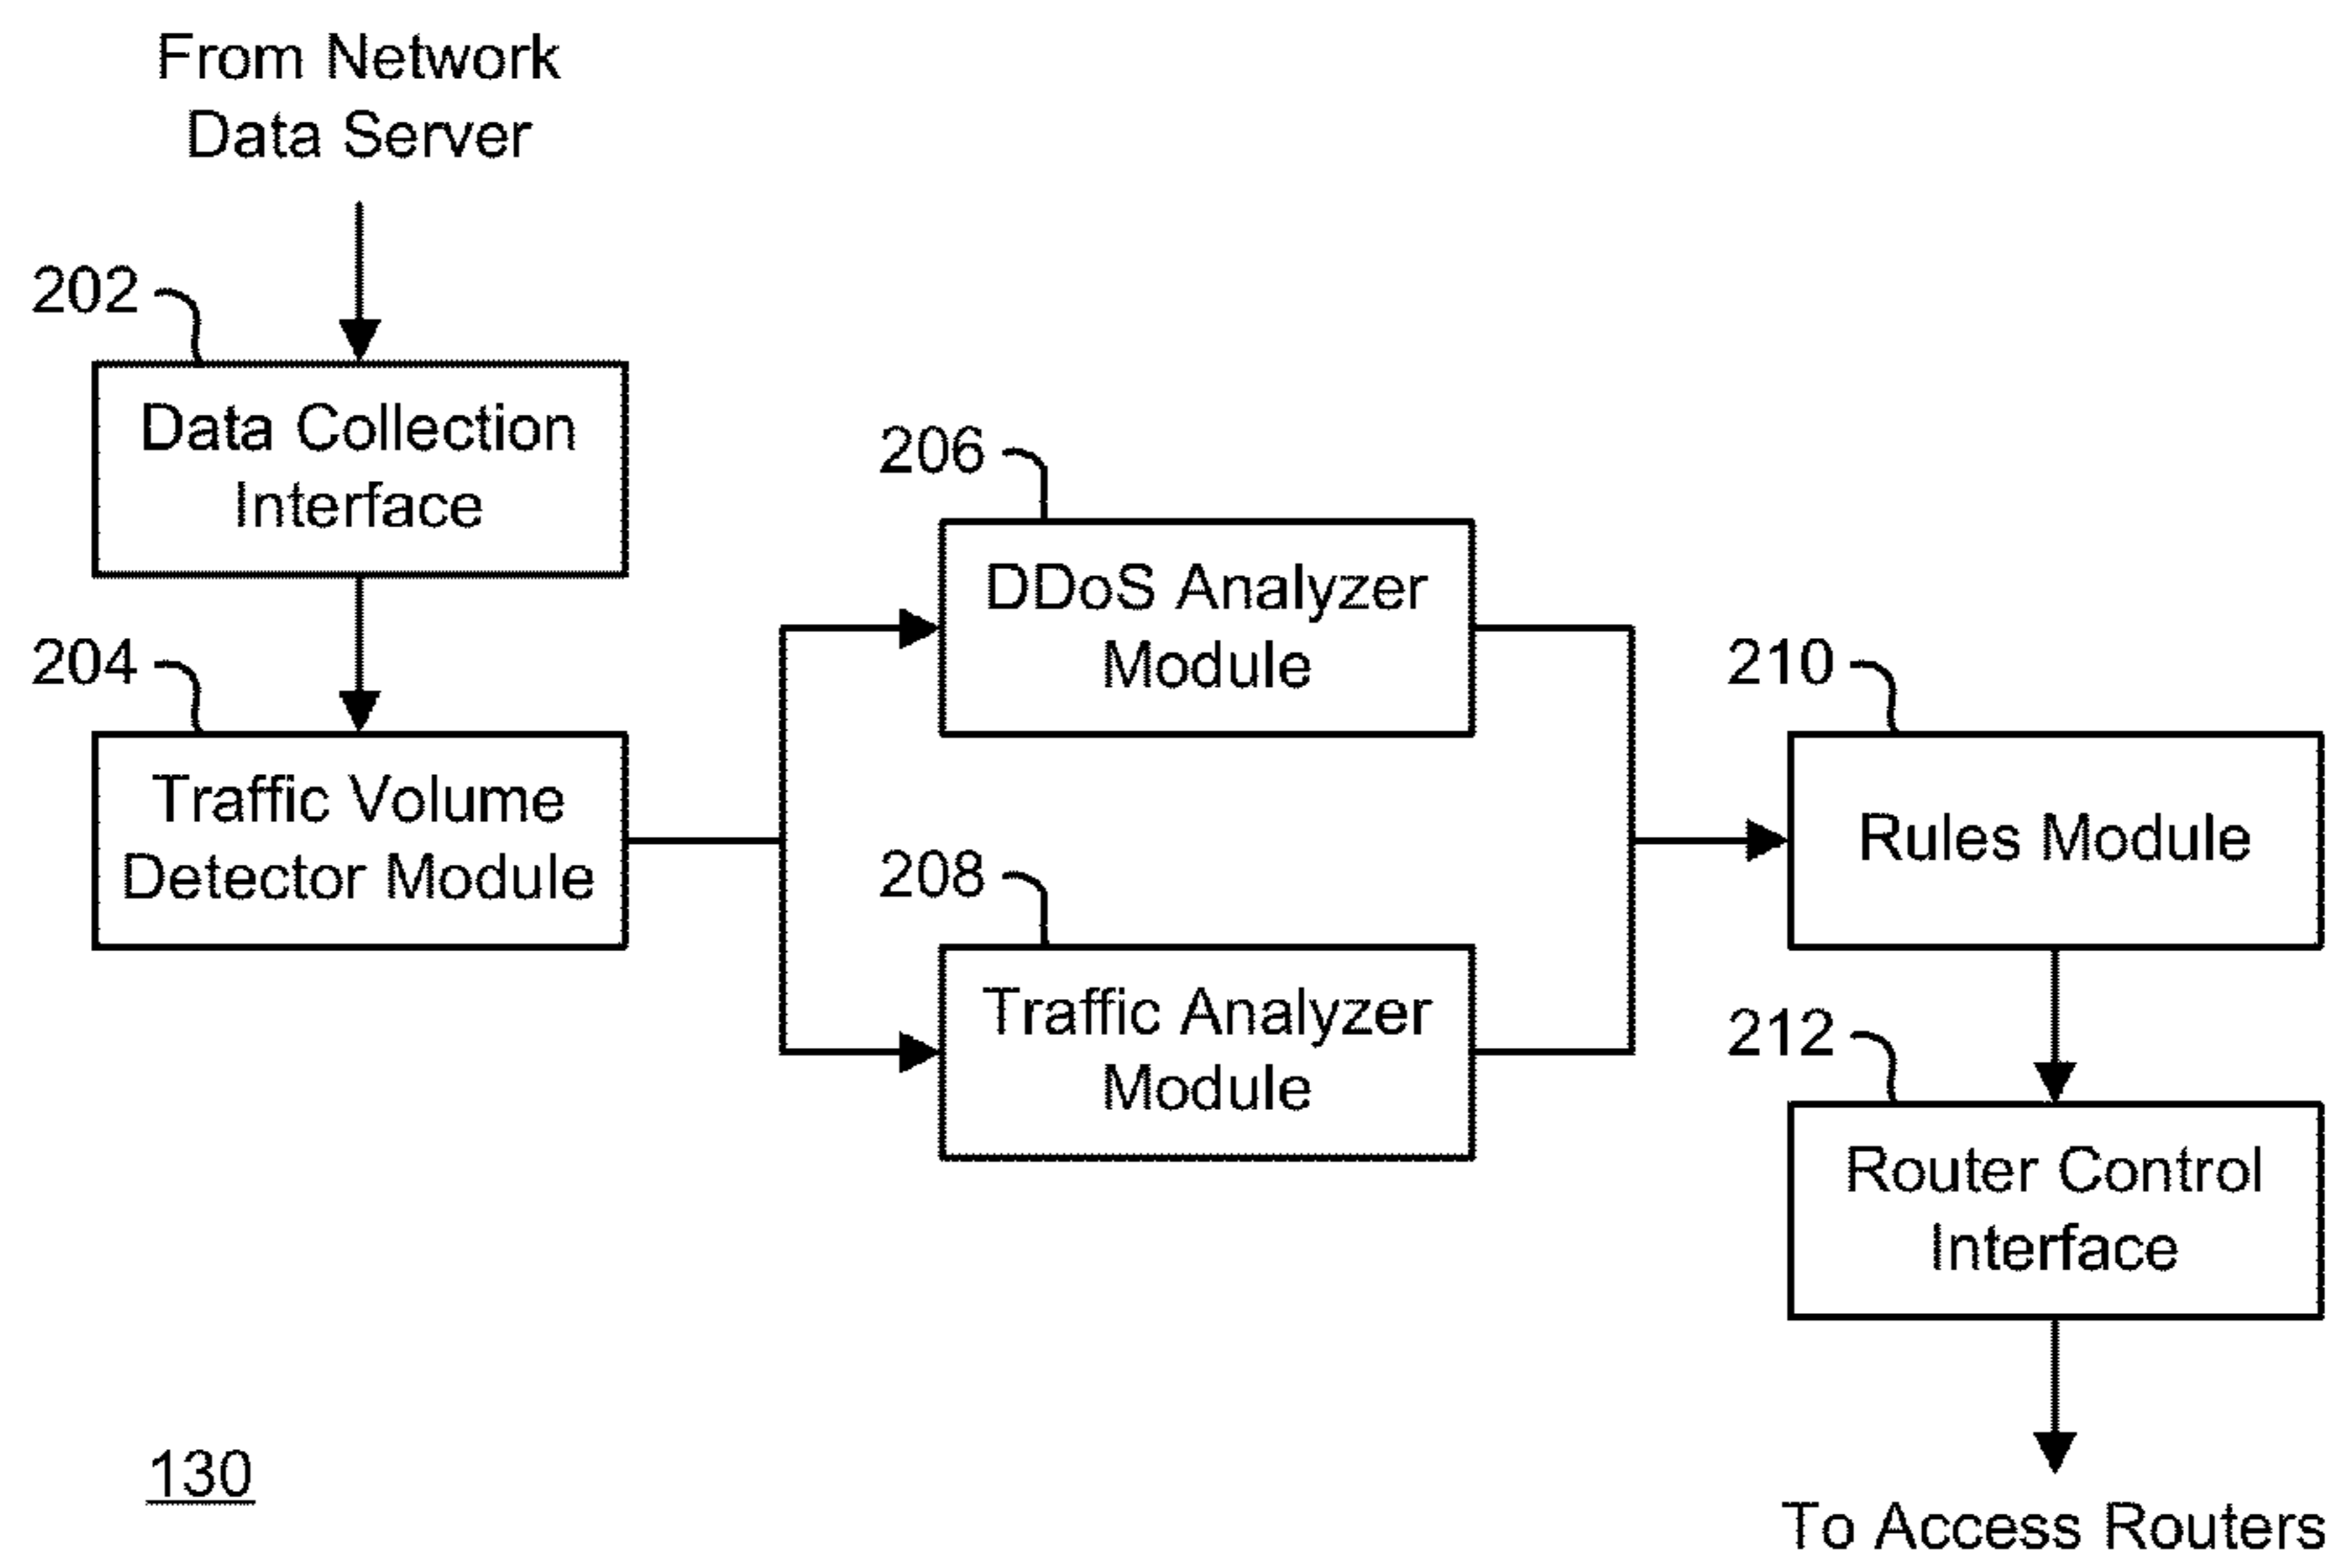 From Network
Data Server
202
Data Collection
Interface
204
Traffic Volume
Detector Module
206
DDoS Analyzer
Module
208
Traffic Analyzer
Module
210
Rules Module
212
Router Control
Interface
To Access Routers
130